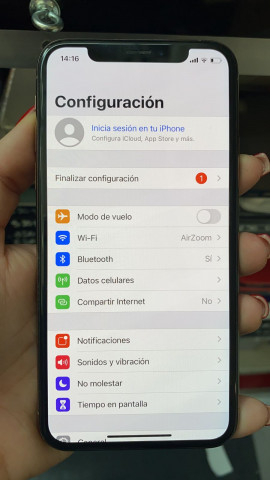 14:16
Configuración
Inicia sesión en tu iPhone
Configura iCloud, App Store y más.
Finalizar configuración 1
Modo de vuelo
Wi-Fi AirZoom
Bluetooth Sí
Datos celulares
Compartir Internet No
Notificaciones
Sonidos y vibración
No molestar
Tiempo en pantalla
General